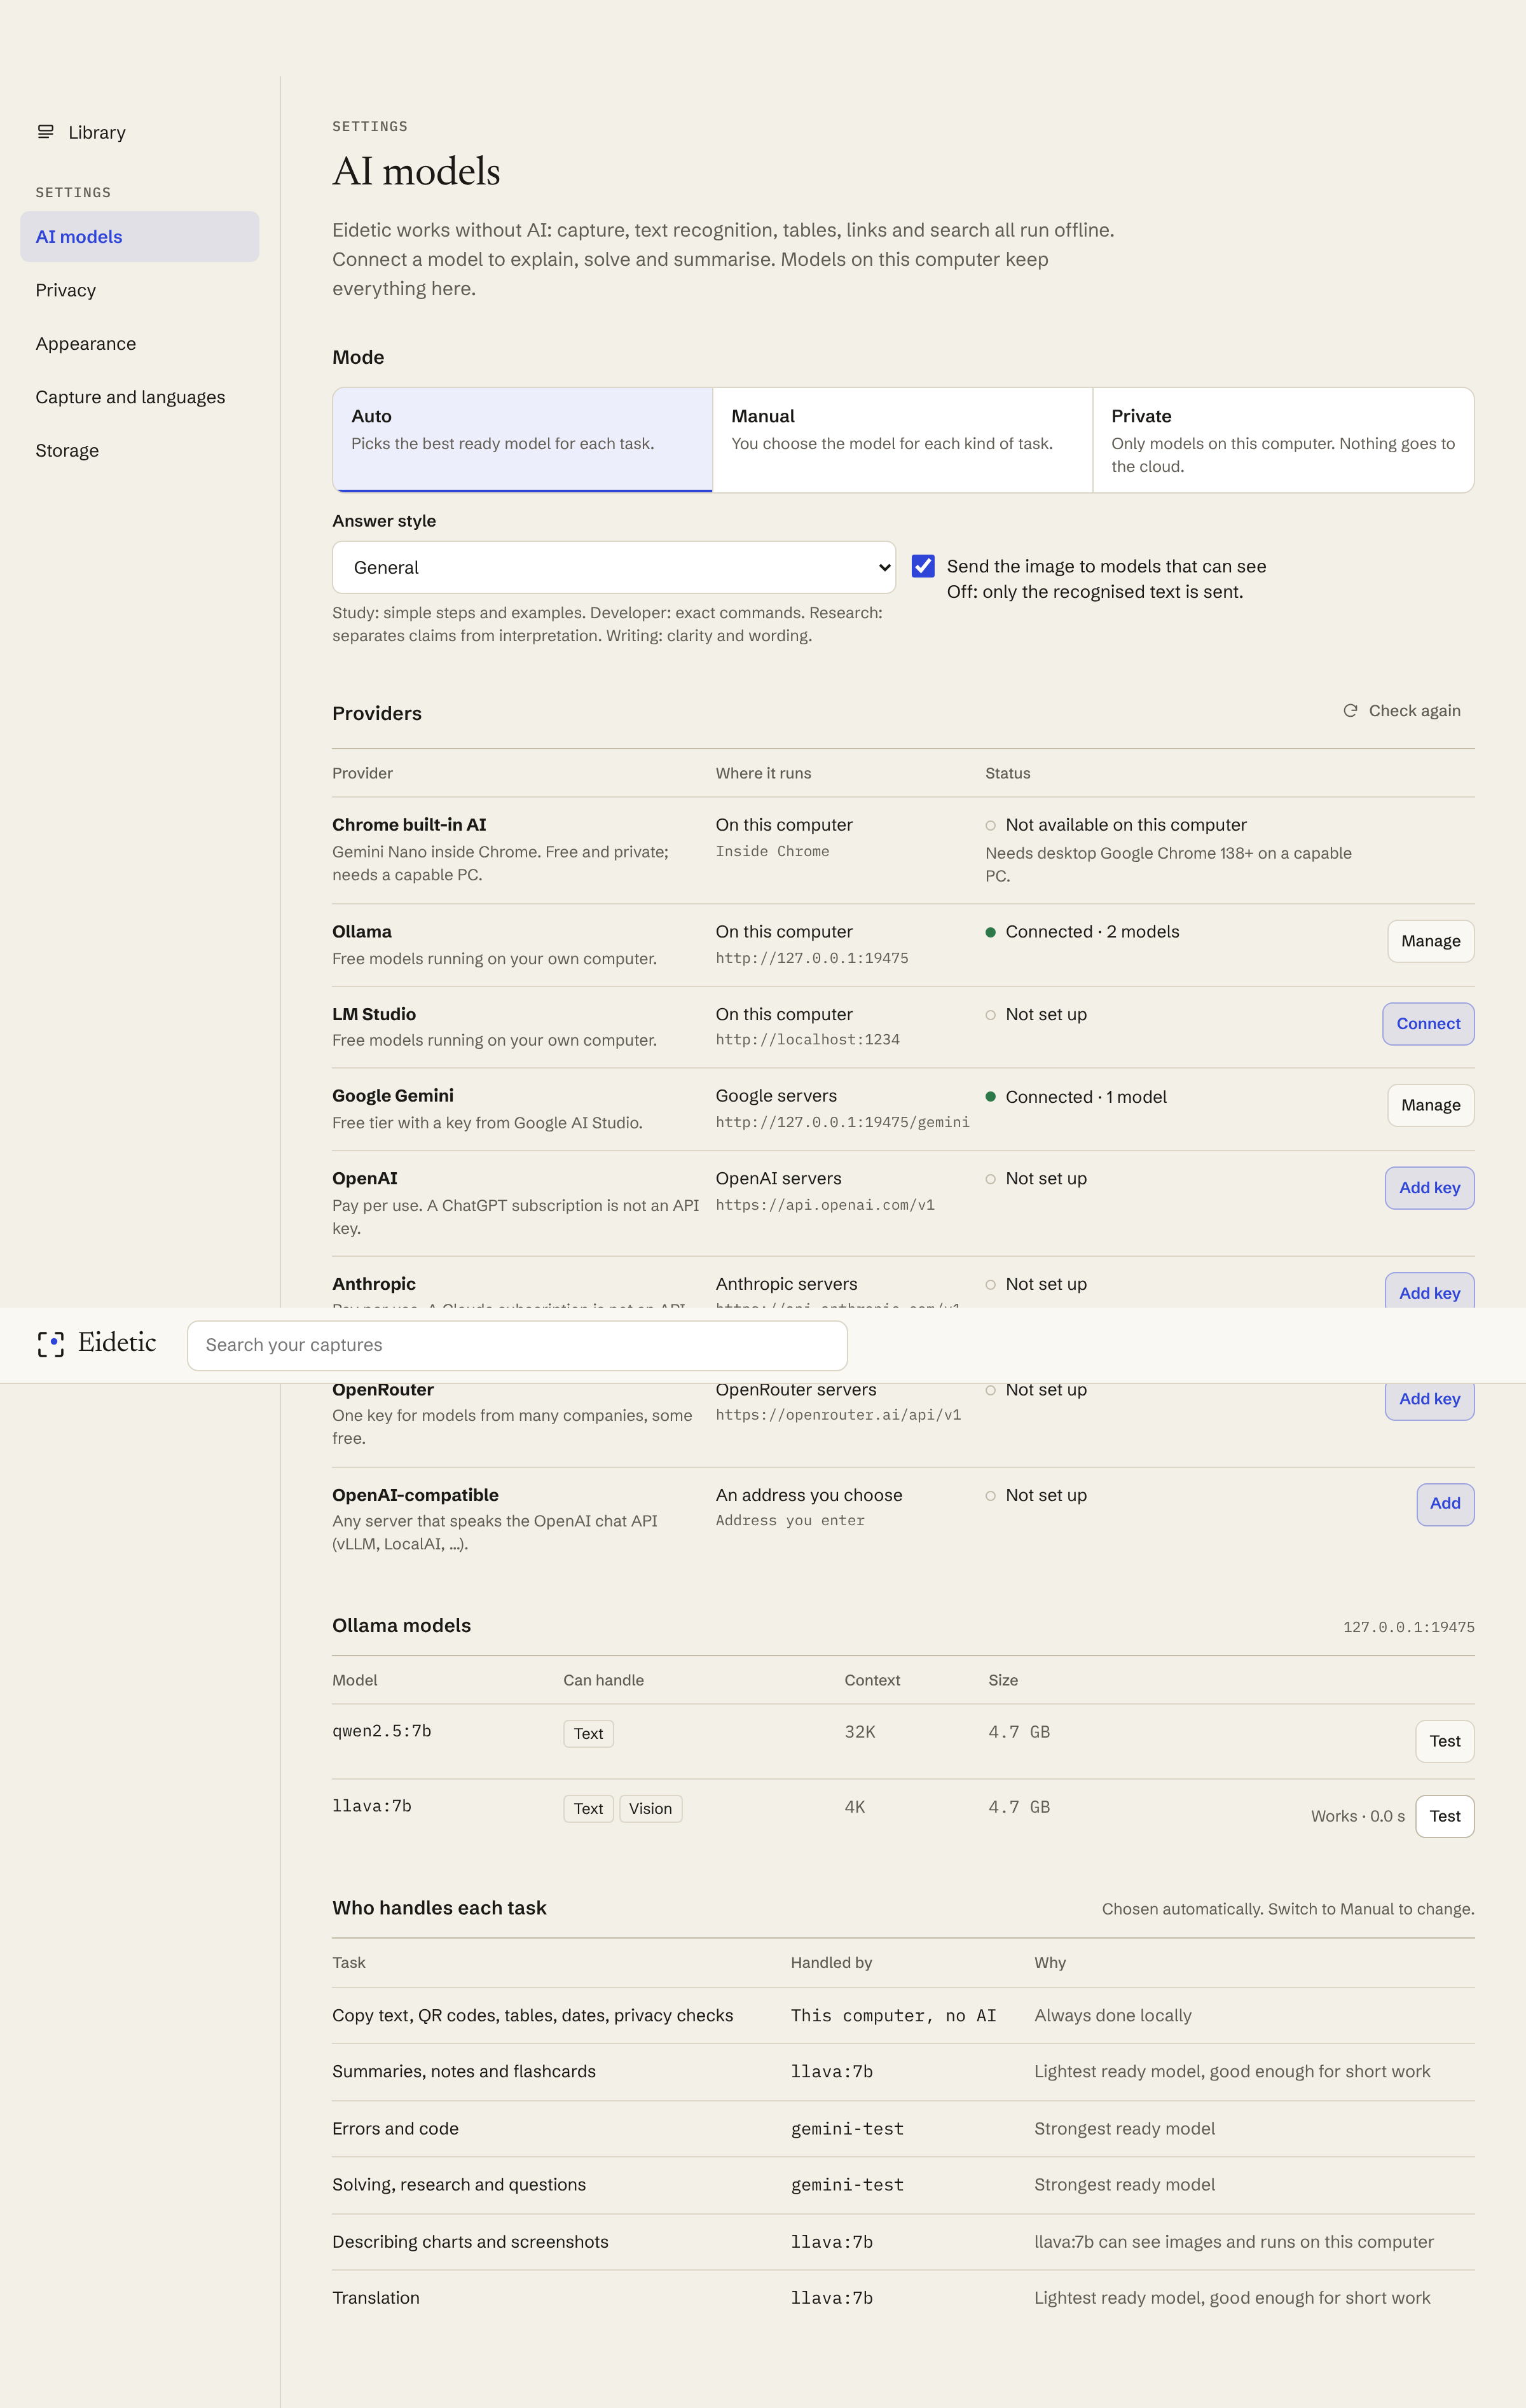 Library
SETTINGS
AI models
Privacy
Appearance
Capture and languages
Storage
SETTINGS
AI models
Eidetic works without AI: capture, text recognition, tables, links and search all run offline.
Connect a model to explain, solve and summarise. Models on this computer keep
everything here.
Mode
Auto
Picks the best ready model for each task.
Manual
You choose the model for each kind of task.
Private
Only models on this computer. Nothing goes to
the cloud.
Answer style
General
Study: simple steps and examples. Developer: exact commands. Research:
separates claims from interpretation. Writing: clarity and wording.
Send the image to models that can see
Off: only the recognised text is sent.
Providers
Check again
Provider Where it runs Status
Chrome built-in AI On this computer Not available on this computer
Gemini Nano inside Chrome. Free and private; Inside Chrome Needs desktop Google Chrome 138+ on a capable
needs a capable PC. PC.
Ollama On this computer Connected · 2 models Manage
Free models running on your own computer. http://127.0.0.1:19475
LM Studio On this computer Not set up Connect
Free models running on your own computer. http://localhost:1234
Google Gemini Google servers Connected · 1 model Manage
Free tier with a key from Google AI Studio. http://127.0.0.1:19475/gemini
OpenAI OpenAI servers Not set up Add key
Pay per use. A ChatGPT subscription is not an API https://api.openai.com/v1
key.
Anthropic Anthropic servers Not set up Add key
Eidetic Search your captures
OpenRouter OpenRouter servers Not set up Add key
One key for models from many companies, some https://openrouter.ai/api/v1
free.
OpenAI-compatible An address you choose Not set up Add
Any server that speaks the OpenAI chat API Address you enter
(vLLM, LocalAI, ...).
Ollama models 127.0.0.1:19475
Model Can handle Context Size
qwen2.5:7b Text 32K 4.7 GB Test
llava:7b Text Vision 4K 4.7 GB Works · 0.0 s Test
Who handles each task Chosen automatically. Switch to Manual to change.
Task Handled by Why
Copy text, QR codes, tables, dates, privacy checks This computer, no AI Always done locally
Summaries, notes and flashcards llava:7b Lightest ready model, good enough for short work
Errors and code gemini-test Strongest ready model
Solving, research and questions gemini-test Strongest ready model
Describing charts and screenshots llava:7b llava:7b can see images and runs on this computer
Translation llava:7b Lightest ready model, good enough for short work